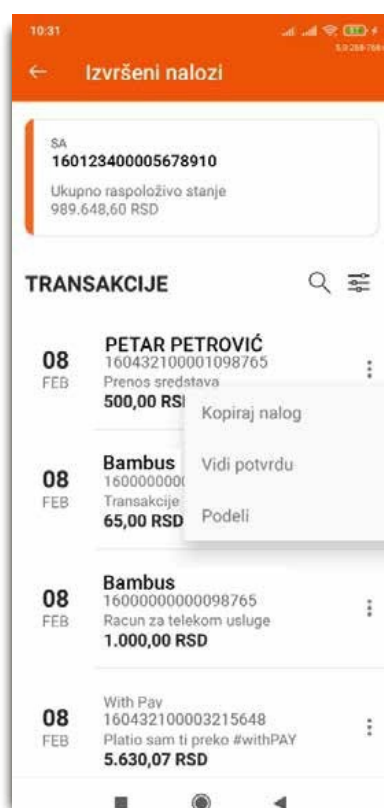 10:31
Izvršeni nalozi
SA
160123400005678910
Ukupno raspoloživo stanje
989.648,60 RSD
TRANSAKCIJE
08
FEB
PETAR PETROVIĆ
160432100001098765
Prenos sredstava
500,00 RS
Kopiraj nalog
Vidi potvrdu
Podeli
08
FEB
Bambus
Transakcije
65,00 RSD
08
FEB
Bambus
16000000000098765
Racun za telekom usluge
1.000,00 RSD
08
FEB
With Pay
160432100003215648
Platio sam ti preko #withPAY
5.630,07 RSD